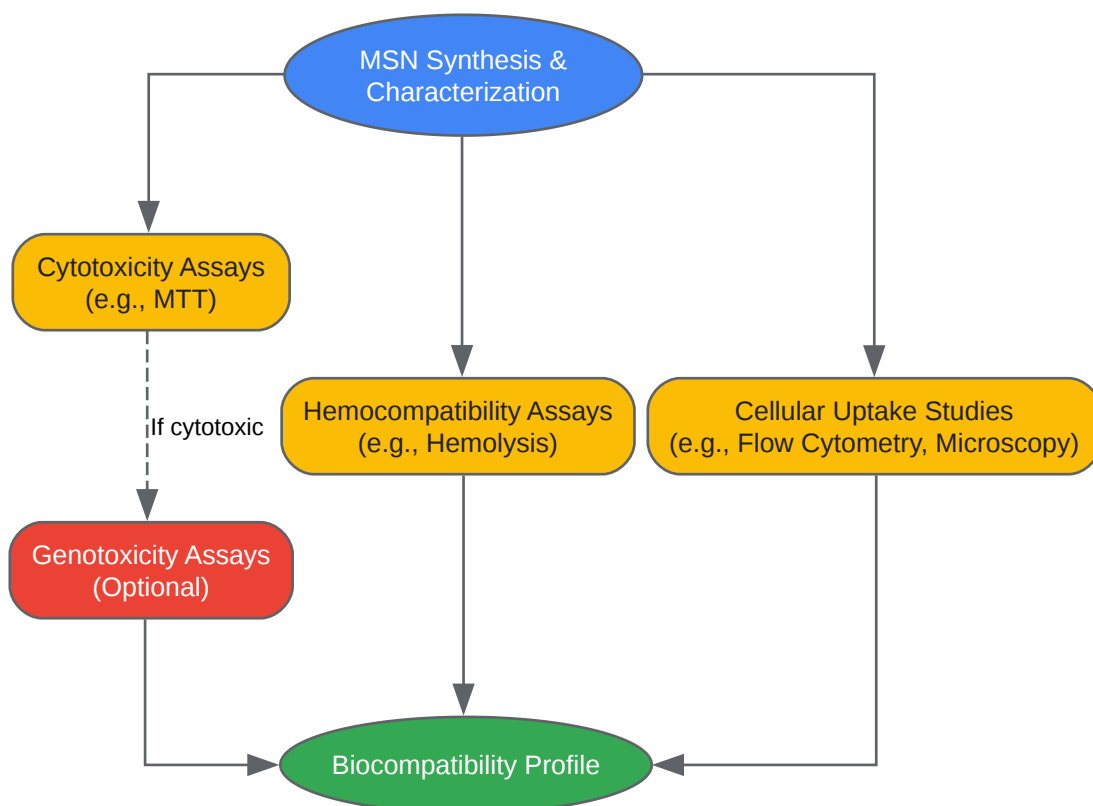 MSN Synthesis &
Characterization
Cytotoxicity Assays
(e.g., MTT)
Hemocompatibility Assays
(e.g., Hemolysis)
Cellular Uptake Studies
(e.g., Flow Cytometry, Microscopy)
If cytotoxic
Genotoxicity Assays
(Optional)
Biocompatibility Profile